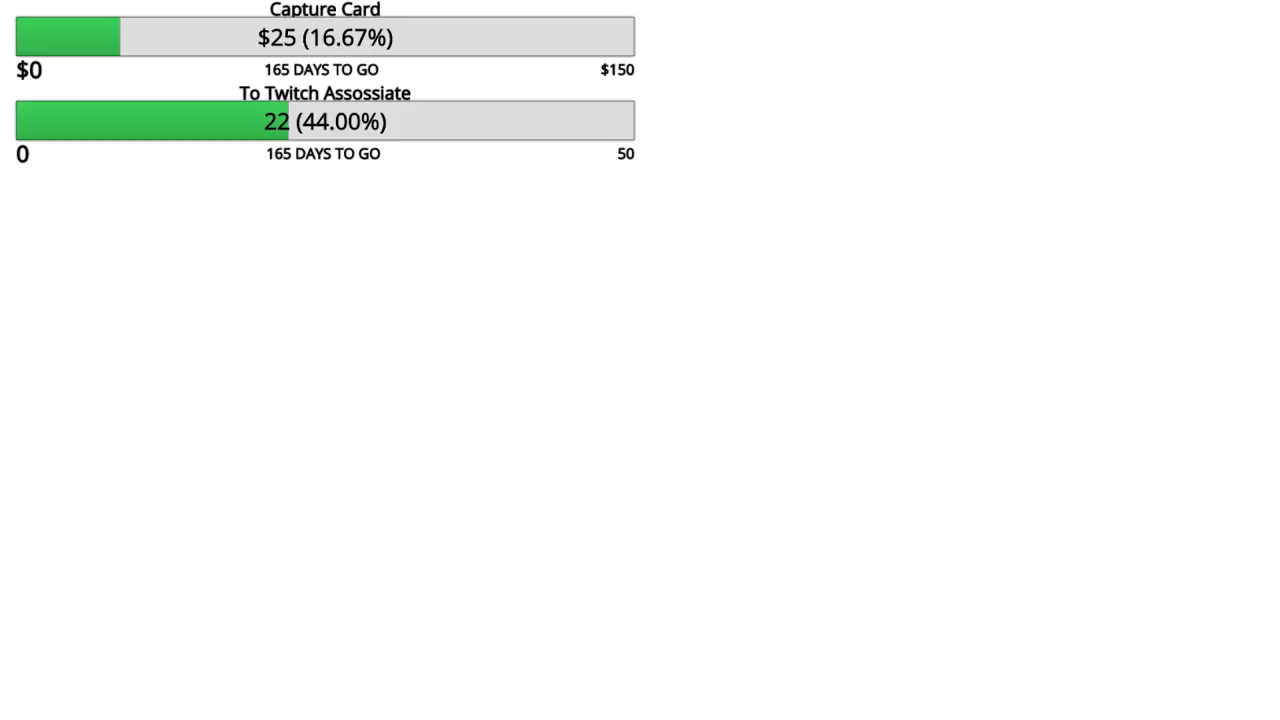 Capture Card
$25 (16.67%)
$0 165 DAYS TO GO $150
To Twitch Assossiate
22 (44.00%)
0 165 DAYS TO GO 50